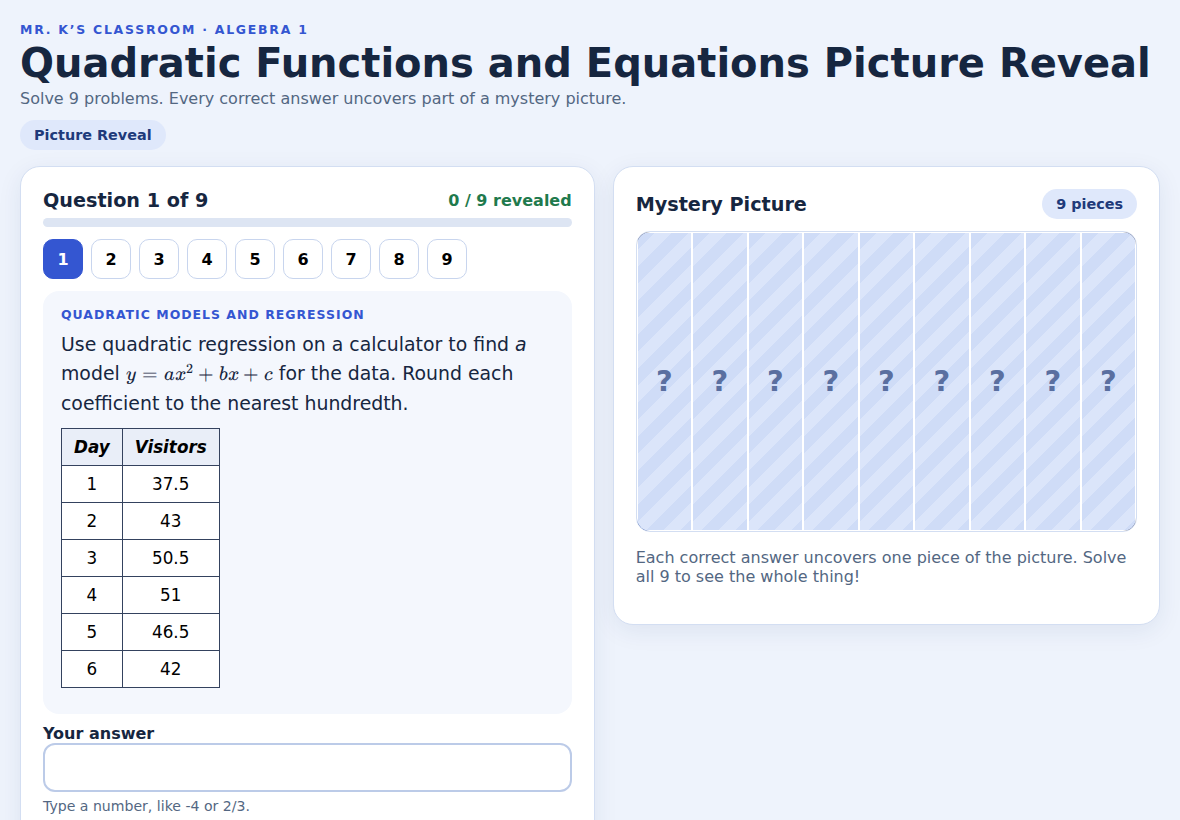 MR. K’S CLASSROOM · ALGEBRA 1
Quadratic Functions and Equations Picture Reveal
Solve 9 problems. Every correct answer uncovers part of a mystery picture.
Picture Reveal
Question 1 of 9
0 / 9 revealed
1 2 3 4 5 6 7 8 9
QUADRATIC MODELS AND REGRESSION
Use quadratic regression on a calculator to find a
model y = ax² + bx + c for the data. Round each
coefficient to the nearest hundredth.
Day Visitors
1 37.5
2 43
3 50.5
4 51
5 46.5
6 42
Your answer
Type a number, like -4 or 2/3.
Mystery Picture
9 pieces
? ? ? ? ? ? ? ? ?
Each correct answer uncovers one piece of the picture. Solve
all 9 to see the whole thing!